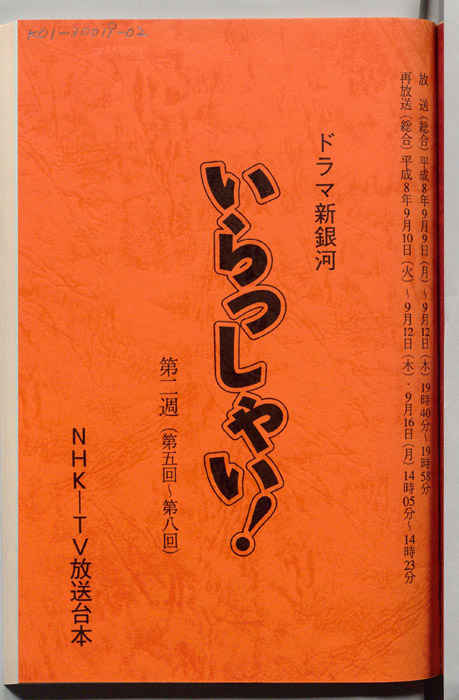 K01-90019-02
放 送（総合）平成8年9月9日（月）～9月12日（木）19時40分～19時58分
再放送（総合）平成8年9月10日（火）～9月12日（木）・9月16日（月）14時05分～14時23分
ドラマ新銀河
いらっしゃい！
第二週（第五回～第八回）
NHK－TV放送台本